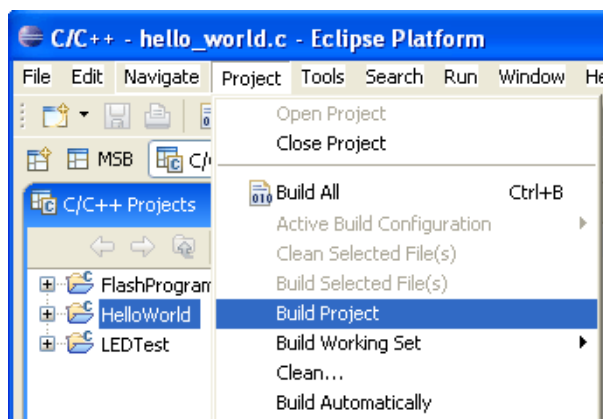 C/C++ - hello_world.c - Eclipse Platform
File Edit Navigate Project Tools Search Run Window
Open Project
Close Project
MSB
C/C++ Projects
010 Build All Ctrl+B
Active Build Configuration
Clean Selected File(s)
Build Selected File(s)
FlashProgram
HelloWorld
Build Project
LEDTest
Build Working Set
Clean...
Build Automatically